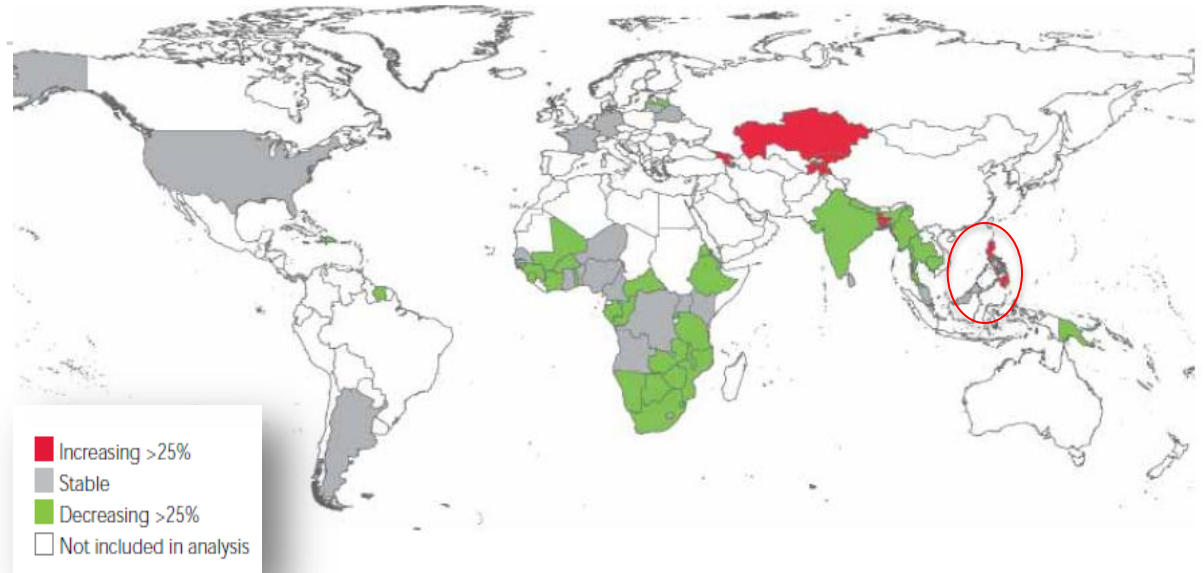 Increasing >25%
Stable
Decreasing >25%
Not included in analysis